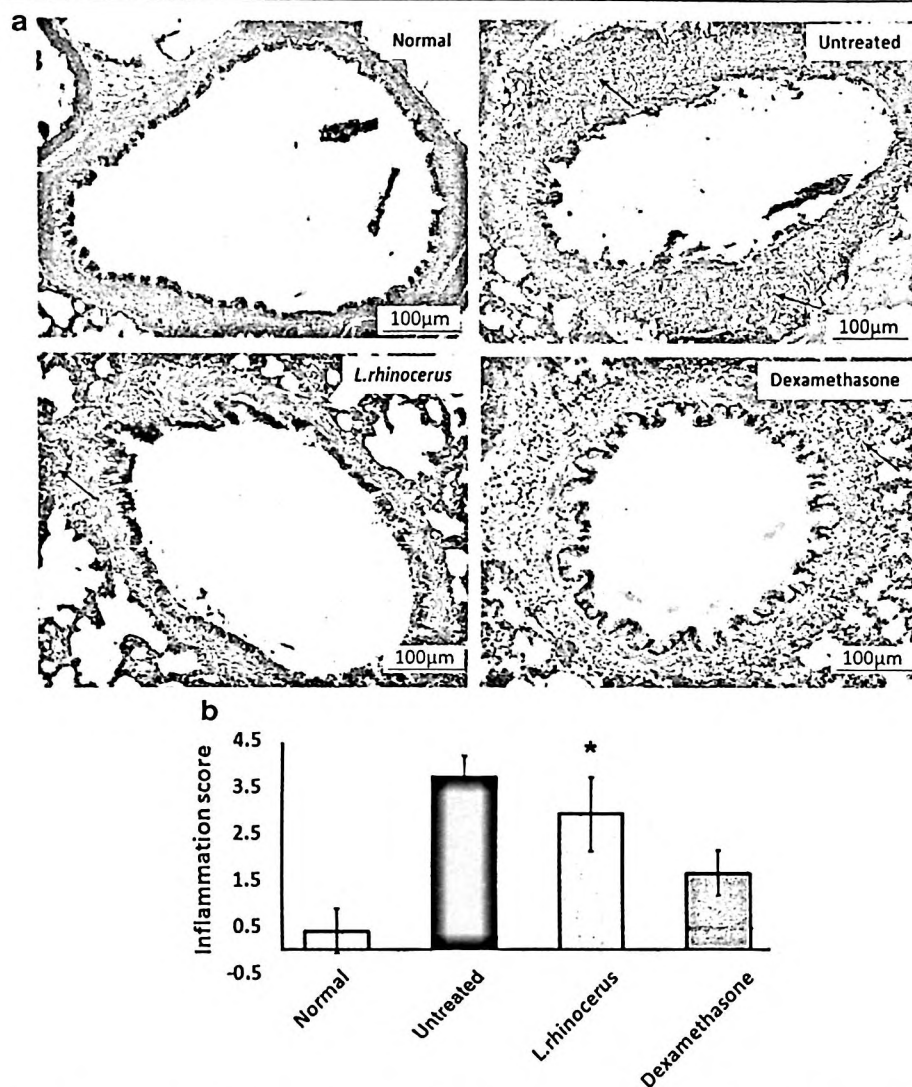 a
Normal
Untreated
100µm
100µm
L.rhinocerus
Dexamethasone
100µm
100µm
b
Inflammation score
4.5
3.5
2.5
1.5
0.5
-0.5
*
Normal
Untreated
L.rhinocerus
Dexamethasone